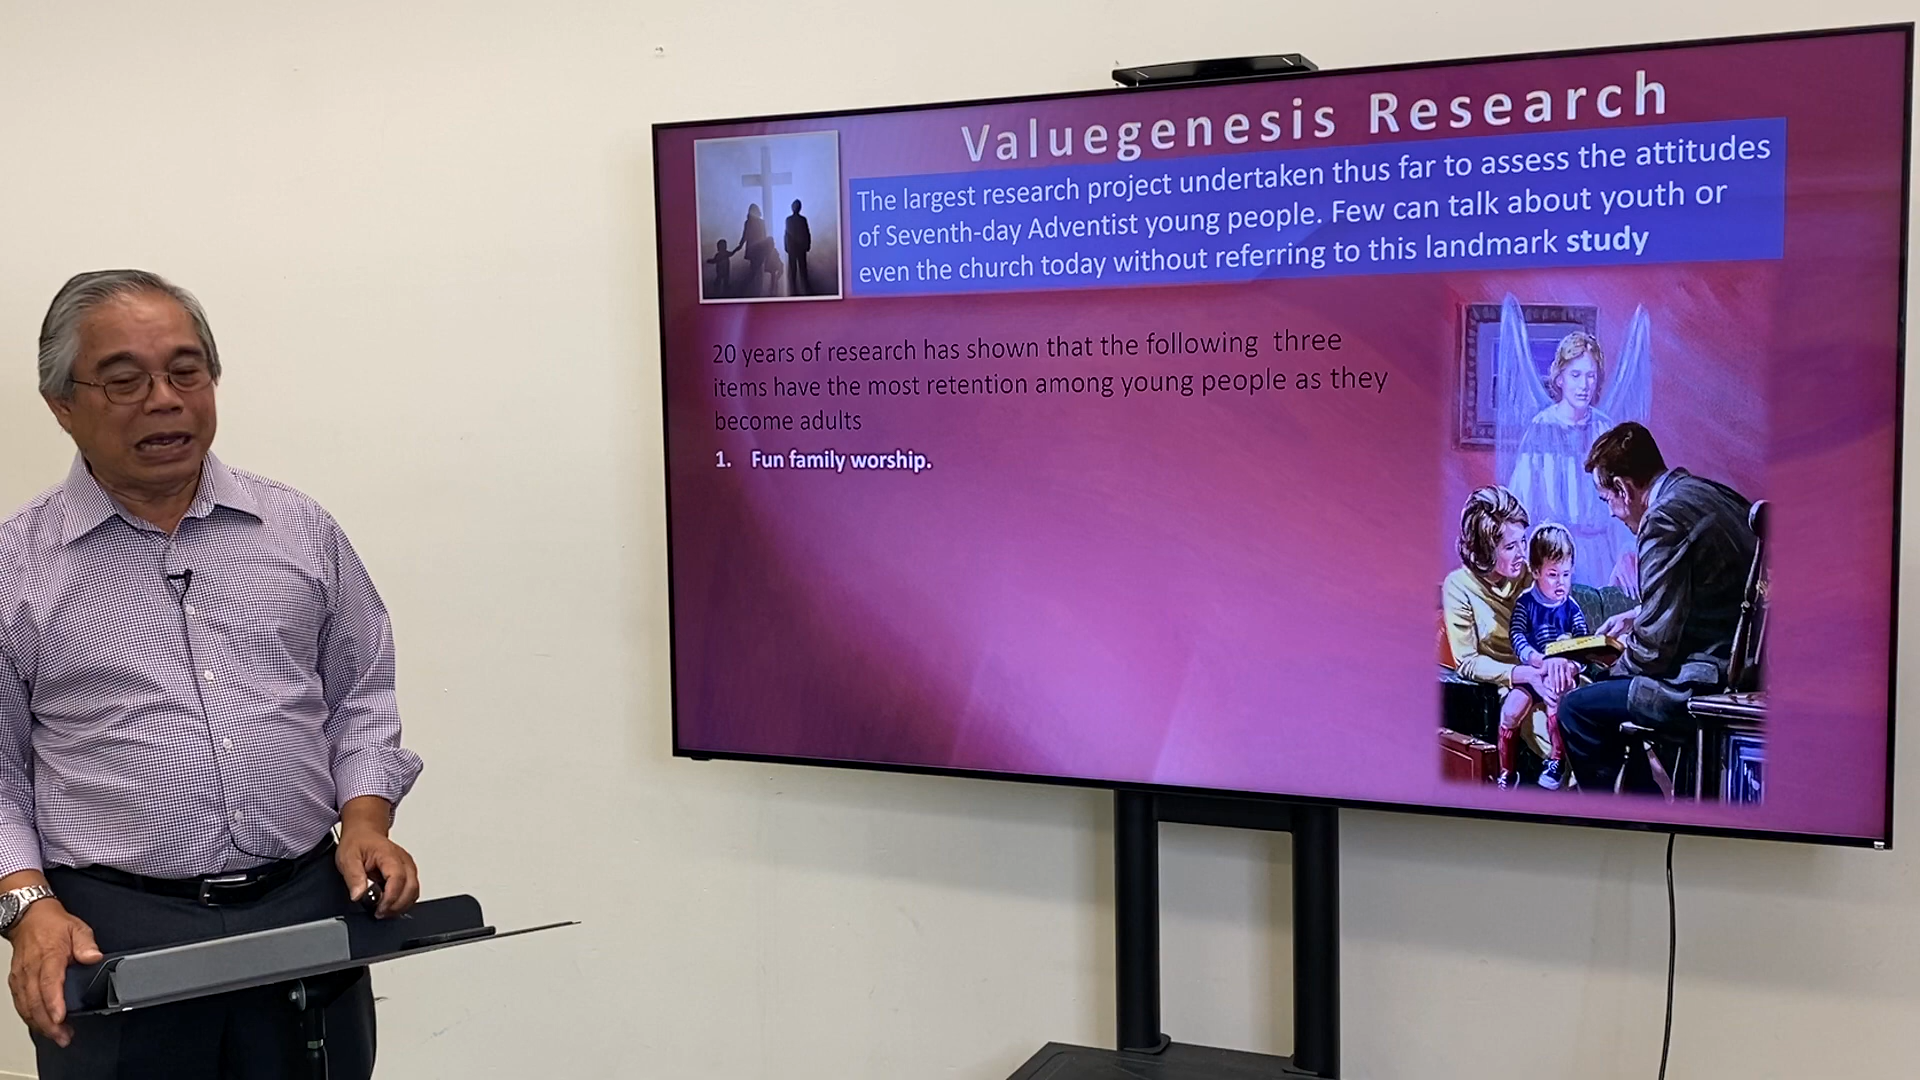 Valuegenesis Research
The largest research project undertaken thus far to assess the attitudes
of Seventh-day Adventist young people. Few can talk about youth or
even the church today without referring to this landmark study
20 years of research has shown that the following three
items have the most retention among young people as they
become adults
1. Fun family worship.